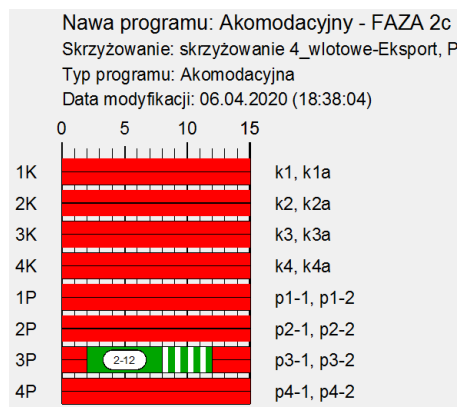 Nazwa programu: Akomodacyjny - FAZA 2c
Skrzyżowanie: skrzyżowanie 4_wlotowe-Eksport, P
Typ programu: Akomodacyjna
Data modyfikacji: 06.04.2020 (18:38:04)
0 5 10 15
1K k1, k1a
2K k2, k2a
3K k3, k3a
4K k4, k4a
1P p1-1, p1-2
2P p2-1, p2-2
3P 2-12 p3-1, p3-2
4P p4-1, p4-2